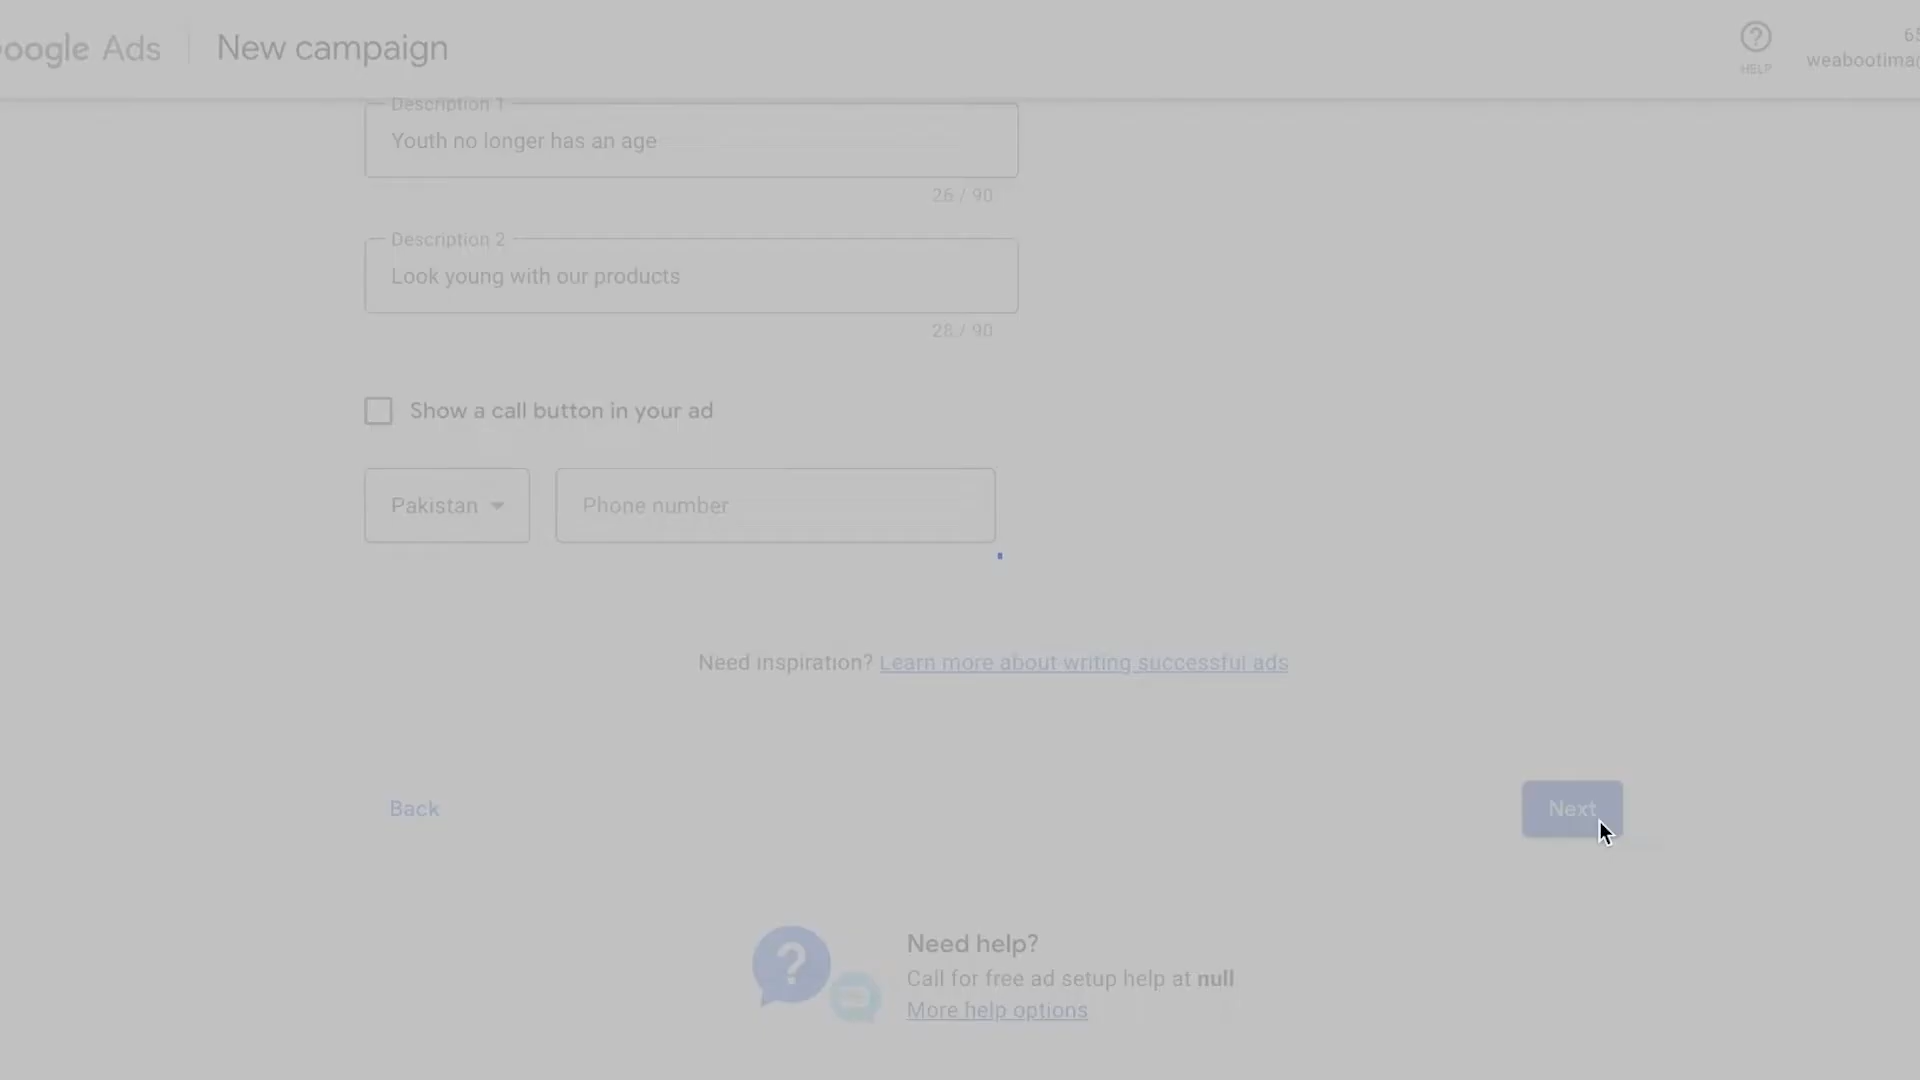 oogle Ads
New campaign
HELP
Description 1
Youth no longer has an age
26 / 90
Description 2
Look young with our products
28 / 90
Show a call button in your ad
Pakistan
Phone number
Need inspiration? Learn more about writing successful ads
Back
Next
Need help?
Call for free ad setup help at null
More help options